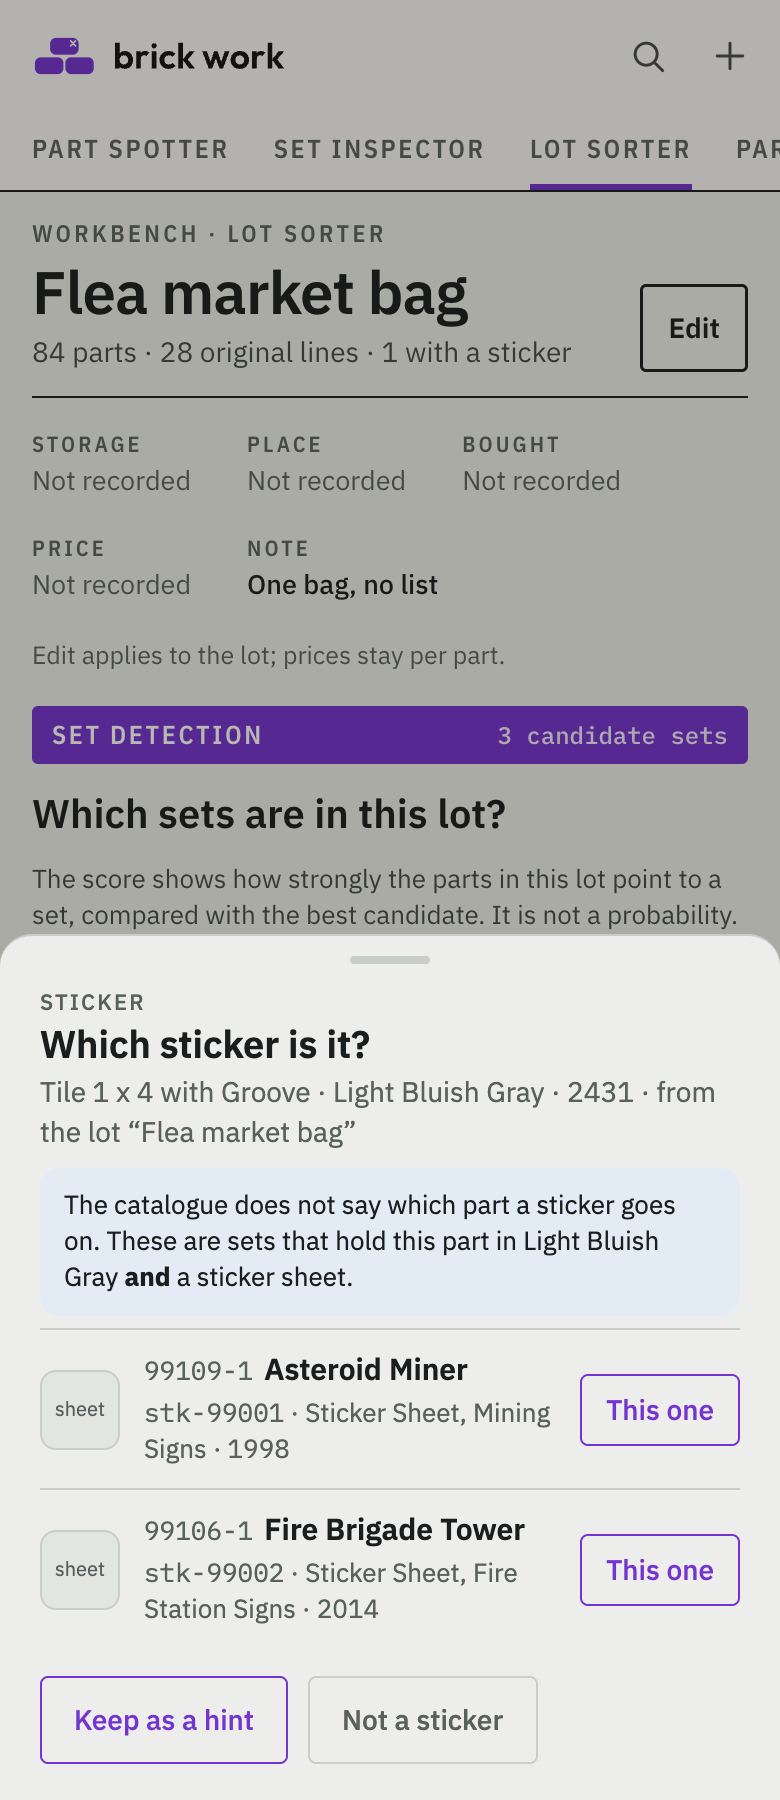 brick work
PART SPOTTER SET INSPECTOR LOT SORTER PAR
WORKBENCH · LOT SORTER
Flea market bag
84 parts · 28 original lines · 1 with a sticker
Edit
STORAGE PLACE BOUGHT
Not recorded Not recorded Not recorded
PRICE NOTE
Not recorded One bag, no list
Edit applies to the lot; prices stay per part.
SET DETECTION 3 candidate sets
Which sets are in this lot?
The score shows how strongly the parts in this lot point to a
set, compared with the best candidate. It is not a probability.
STICKER
Which sticker is it?
Tile 1 x 4 with Groove · Light Bluish Gray · 2431 · from
the lot “Flea market bag”
The catalogue does not say which part a sticker goes
on. These are sets that hold this part in Light Bluish
Gray and a sticker sheet.
sheet
99109-1 Asteroid Miner
stk-99001 · Sticker Sheet, Mining
Signs · 1998
This one
sheet
99106-1 Fire Brigade Tower
stk-99002 · Sticker Sheet, Fire
Station Signs · 2014
This one
Keep as a hint Not a sticker